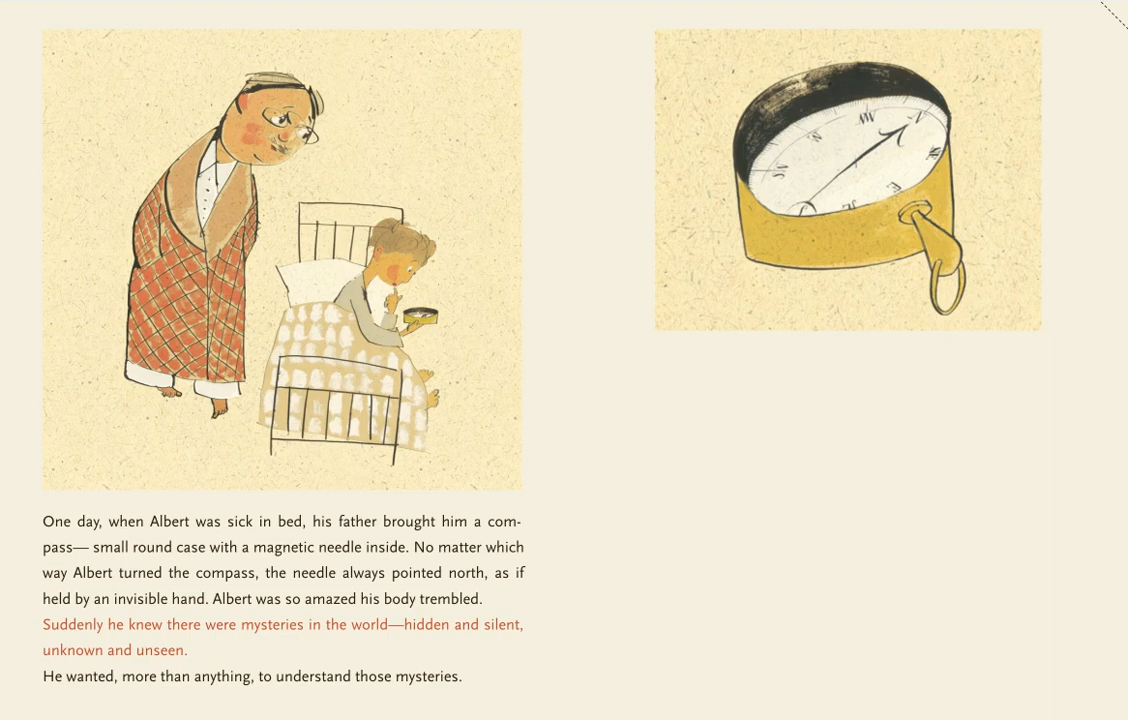 One day, when Albert was sick in bed, his father brought him a com-
pass— small round case with a magnetic needle inside. No matter which
way Albert turned the compass, the needle always pointed north, as if
held by an invisible hand. Albert was so amazed his body trembled.
Suddenly he knew there were mysteries in the world—hidden and silent,
unknown and unseen.
He wanted, more than anything, to understand those mysteries.